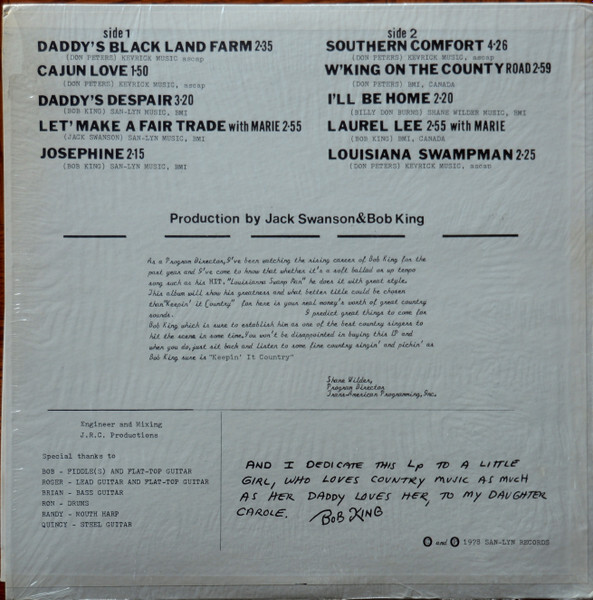 side 1
DADDY'S BLACK LAND FARM 2:35
(DON PETERS) KEVRICK MUSIC, ascap
CAJUN LOVE 1:50
(DON PETERS) KEVRICK MUSIC, ascap
DADDY'S DESPAIR 3:20
(BOB KING) SAN-LYN MUSIC, BMI
LET' MAKE A FAIR TRADE with MARIE 2:55
(JACK SWANSON) SAN-LYN MUSIC, BMI
JOSEPHINE 2:15
(BOB KING) SAN-LYN MUSIC, BMI
side 2
SOUTHERN COMFORT 4:26
(DON PETERS) KEVRICK MUSIC, ascap
W'KING ON THE COUNTY ROAD 2:59
(DON PETERS) BMI, CANADA
I'LL BE HOME 2:20
(BILLY DON BURNS) SHANE WILDER MUSIC, BMI
LAUREL LEE 2:55 with MARIE
(BOB KING) BMI, CANADA
LOUISIANA SWAMPMAN 2:25
(DON PETERS) KEVRICK MUSIC, ascap
Production by Jack Swanson&Bob King
As a Program Director, I've been watching the rising career of Bob King for the
past year and I've come to know that whether it's a soft ballad or up tempo
song such as his HIT. "Louisianna Swamp Man" he does it with great style.
This album will show his greatness and what better title could be chosen
than "Keepin' it Country" for here is your real money's worth of great country
sounds. I predict great things to come for
Bob King which is sure to establish him as one of the best country singers to
hit the scene in some time. You won't be disappointed in buying this LP and
when you do, just sit back and listen to some fine country singin' and pickin' as
Bob King sure is "Keepin' It Country"
Shane Wilder,
Program Director
Trans-American Programming, Inc.
Engineer and Mixing
J.R.C. Productions
Special thanks to
BOB - FIDDLE(S) AND FLAT-TOP GUITAR
ROGER - LEAD GUITAR AND FLAT-TOP GUITAR
BRIAN - BASS GUITAR
RON - DRUMS
RANDY - MOUTH HARP
QUINCY - STEEL GUITAR
AND I DEDICATE THIS LP TO A LITTLE
GIRL, WHO LOVES COUNTRY MUSIC AS MUCH
AS HER DADDY LOVES HER, TO MY DAUGHTER
CAROLE. BOB KING
© and ℗ 1979 SAN-LYN RECORDS